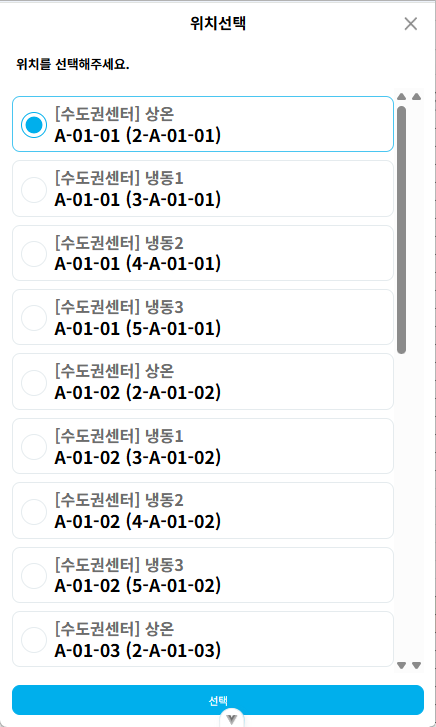 위치선택
위치를 선택해주세요.
[수도권센터] 상온
A-01-01 (2-A-01-01)
[수도권센터] 냉동1
A-01-01 (3-A-01-01)
[수도권센터] 냉동2
A-01-01 (4-A-01-01)
[수도권센터] 냉동3
A-01-01 (5-A-01-01)
[수도권센터] 상온
A-01-02 (2-A-01-02)
[수도권센터] 냉동1
A-01-02 (3-A-01-02)
[수도권센터] 냉동2
A-01-02 (4-A-01-02)
[수도권센터] 냉동3
A-01-02 (5-A-01-02)
[수도권센터] 상온
A-01-03 (2-A-01-03)
선택